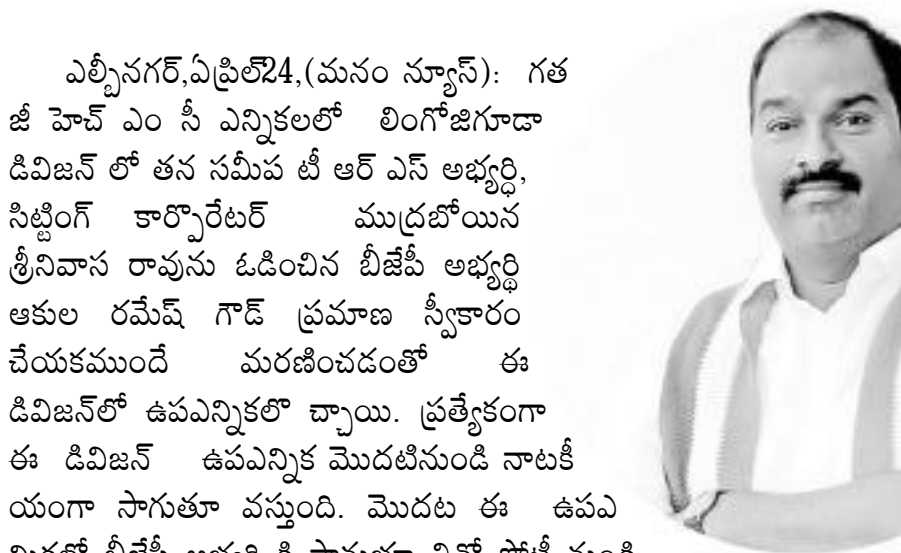 ఎల్బీనగర్,ఏప్రిల్24,(మనం న్యూస్): గత
జీ హెచ్ ఎం సీ ఎన్నికలలో లింగోజిగూడా
డివిజన్ లో తన సమీప టీ ఆర్ ఎస్ అభ్యర్ధి,
సిట్టింగ్ కార్పొరేటర్ ముద్రబోయిన
శ్రీనివాస రావును ఓడించిన బీజేపీ అభ్యర్థి
ఆకుల రమేష్ గౌడ్ ప్రమాణ స్వీకారం
చేయకముందే మరణించడంతో ఈ
డివిజన్‌లో ఉపఎన్నికలొ చ్చాయి. ప్రత్యేకంగా
ఈ డివిజన్ ఉపఎన్నిక మొదటినుండి నాటకీ
యంగా సాగుతూ వస్తుంది. మొదట ఈ ఉపఎ